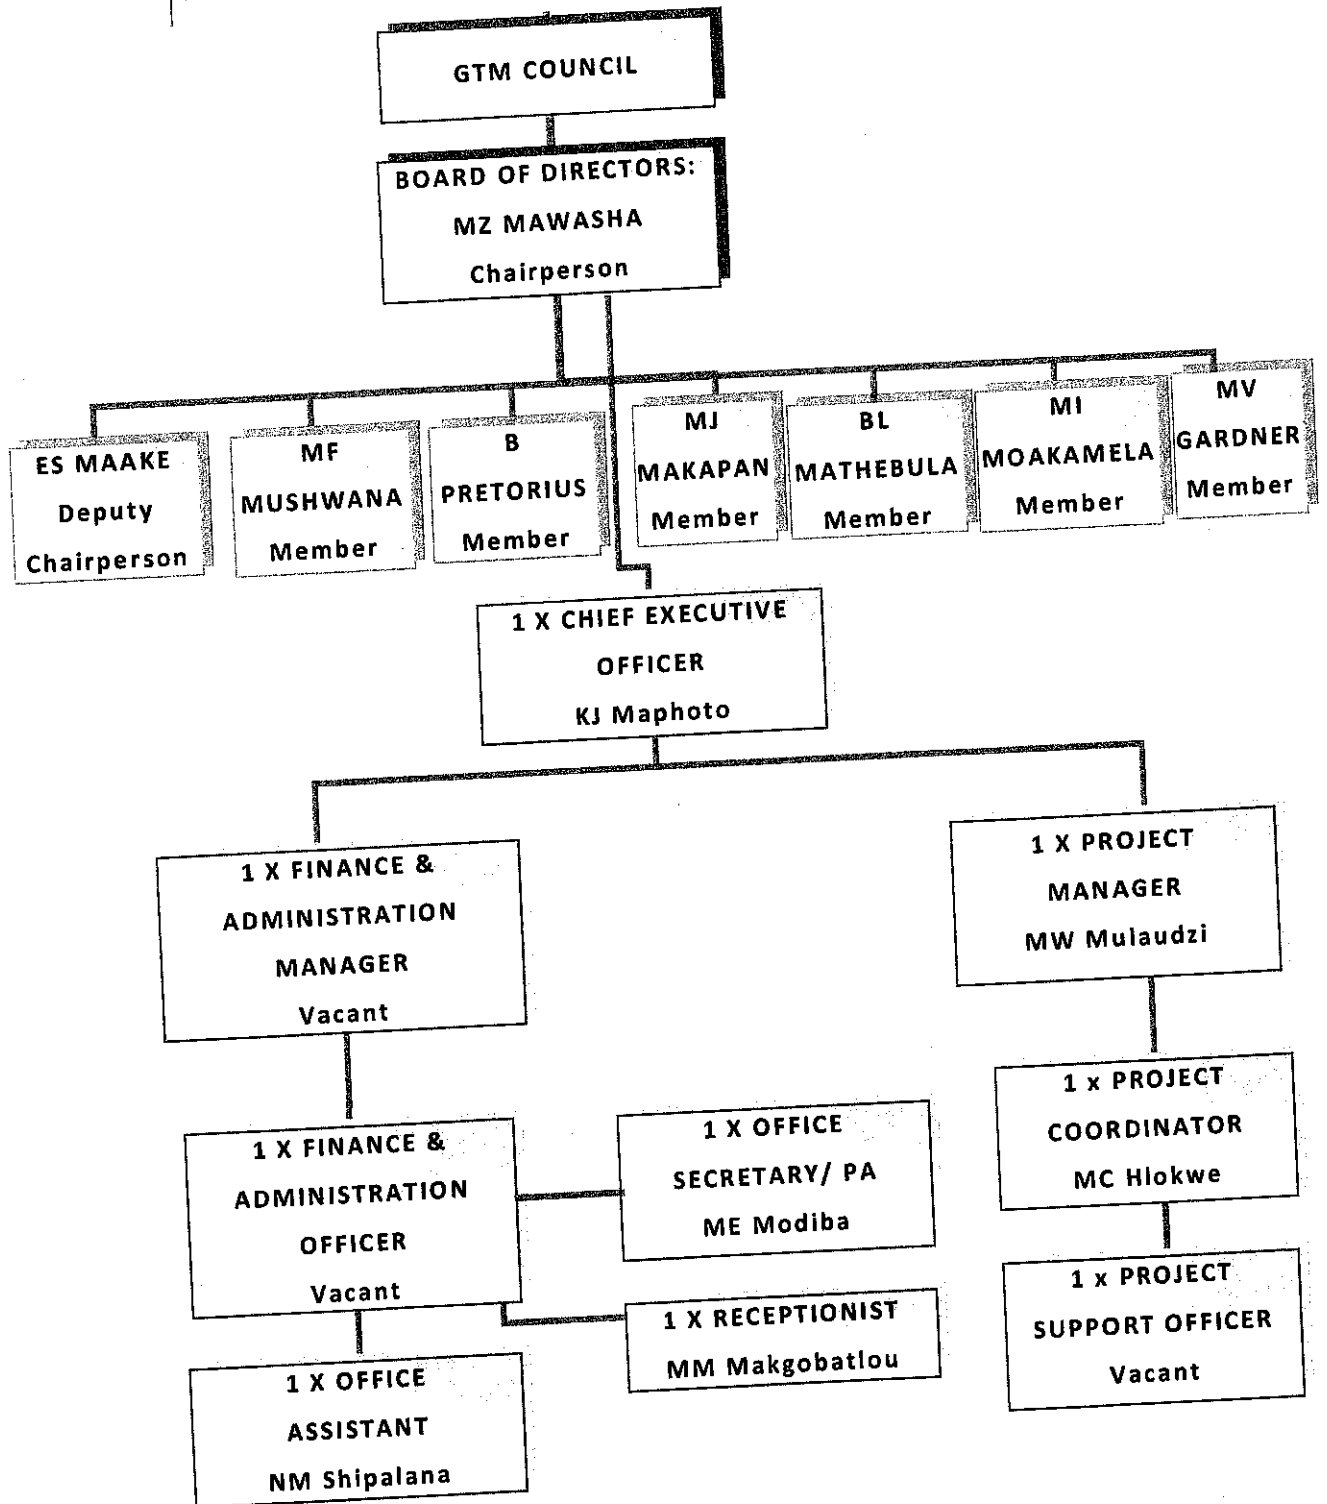 GTM COUNCIL
BOARD OF DIRECTORS:
MZ MAWASHA
Chairperson
ES MAAKE
Deputy
Chairperson
MF
MUSHWANA
Member
B
PRETORIUS
Member
MJ
MAKAPAN
Member
BL
MATHEBULA
Member
MI
MOAKAMELA
Member
MV
GARDNER
Member
1 X CHIEF EXECUTIVE
OFFICER
KJ Maphoto
1 X FINANCE &
ADMINISTRATION
MANAGER
Vacant
1 X PROJECT
MANAGER
MW Mulaudzi
1 X FINANCE &
ADMINISTRATION
OFFICER
Vacant
1 X OFFICE
SECRETARY/ PA
ME Modiba
1 x PROJECT
COORDINATOR
MC Hlokwe
1 X RECEPTIONIST
MM Makgobatlou
1 x PROJECT
SUPPORT OFFICER
Vacant
1 X OFFICE
ASSISTANT
NM Shipalana